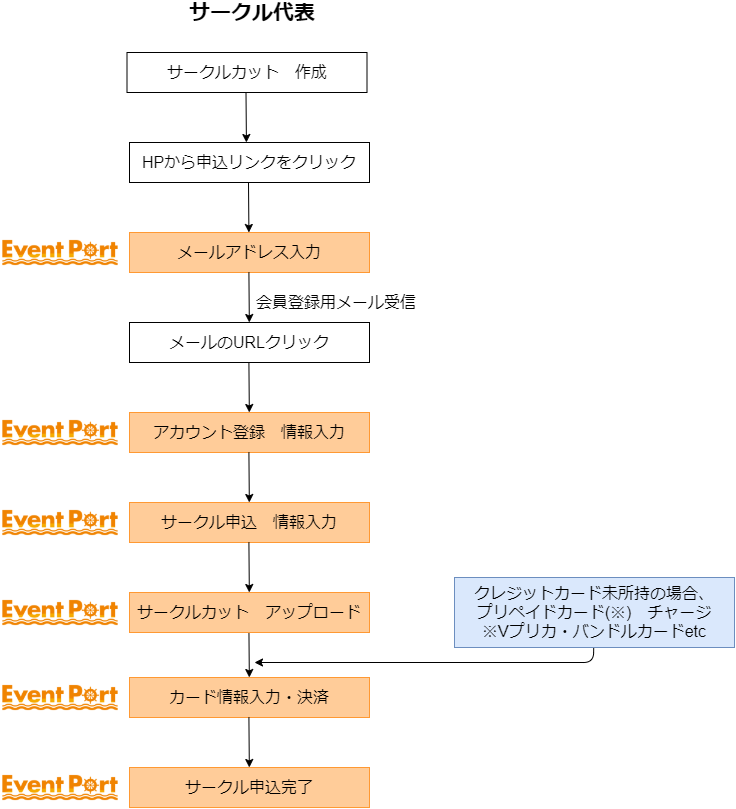 サークル代表
サークルカット　作成
HPから申込リンクをクリック
Event Port
メールアドレス入力
会員登録用メール受信
メールのURLクリック
Event Port
アカウント登録　情報入力
Event Port
サークル申込　情報入力
Event Port
サークルカット　アップロード
クレジットカード未所持の場合、
プリペイドカード(※)　チャージ
※Vプリカ・バンドルカードetc
Event Port
カード情報入力・決済
Event Port
サークル申込完了